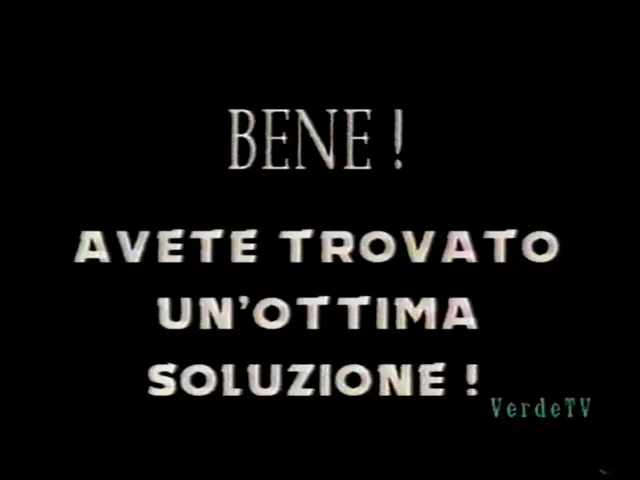 BENE !
AVETE TROVATO
UN'OTTIMA
SOLUZIONE !
VerdeTV